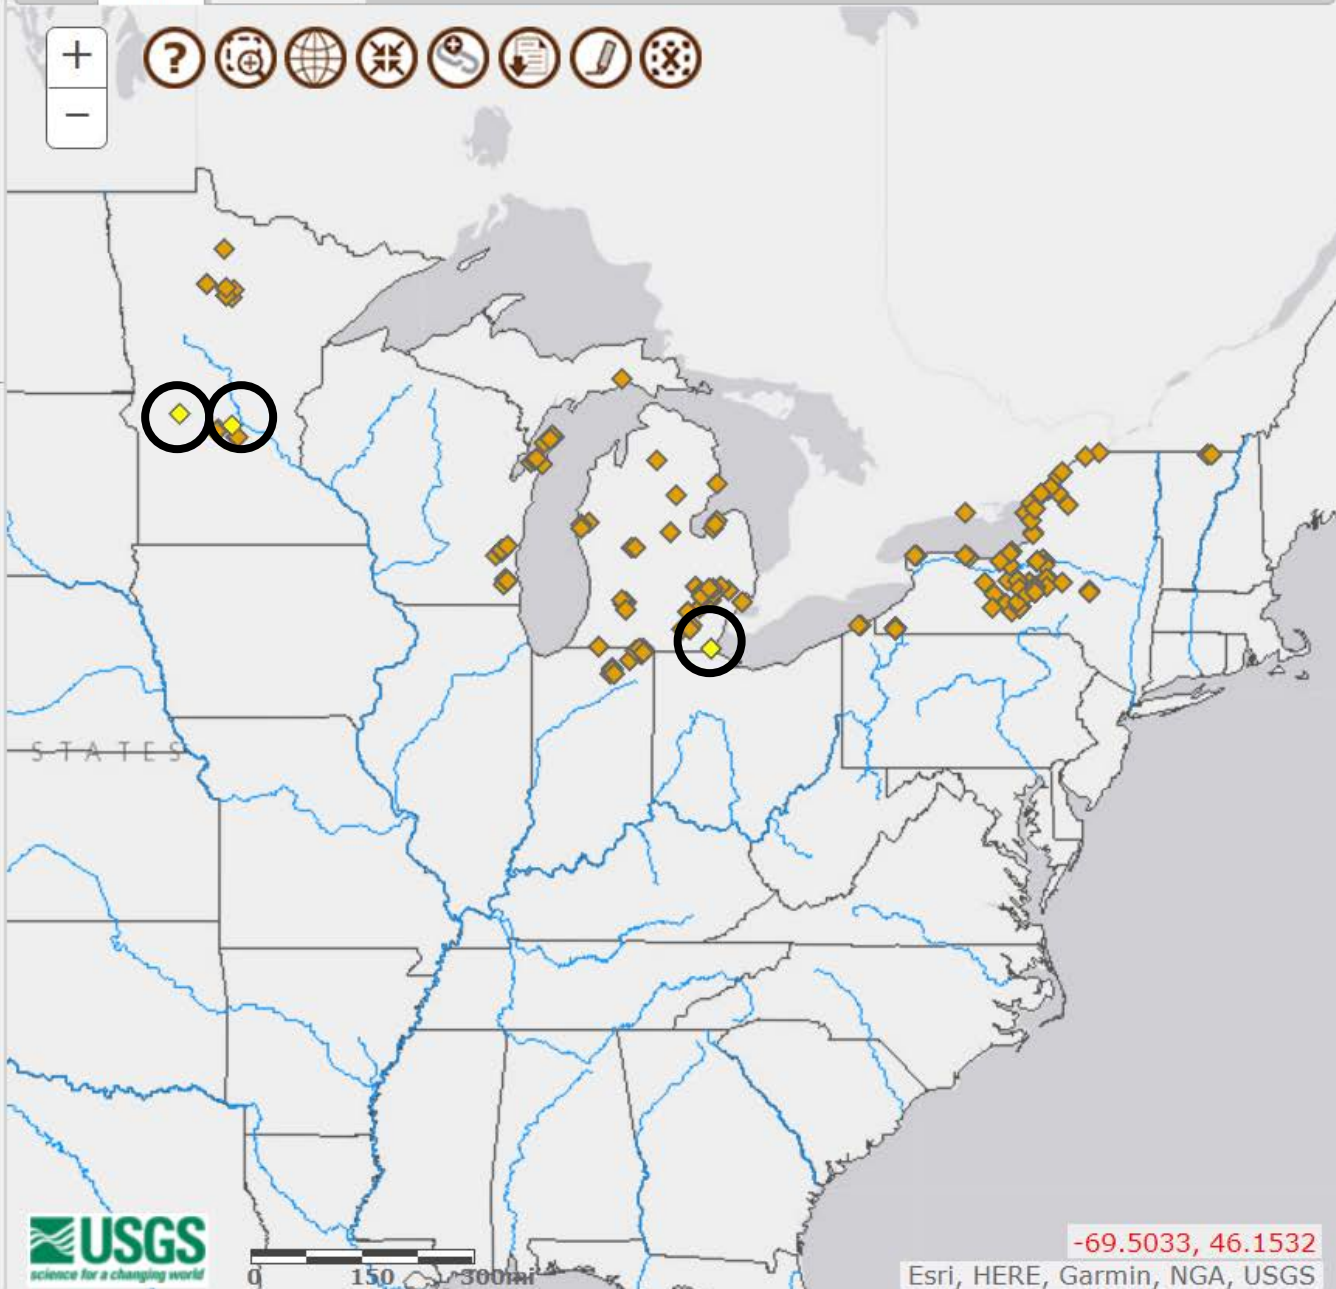 +
?
−
STATES
USGS
science for a changing world
0 150 300mi
-69.5033, 46.1532
Esri, HERE, Garmin, NGA, USGS